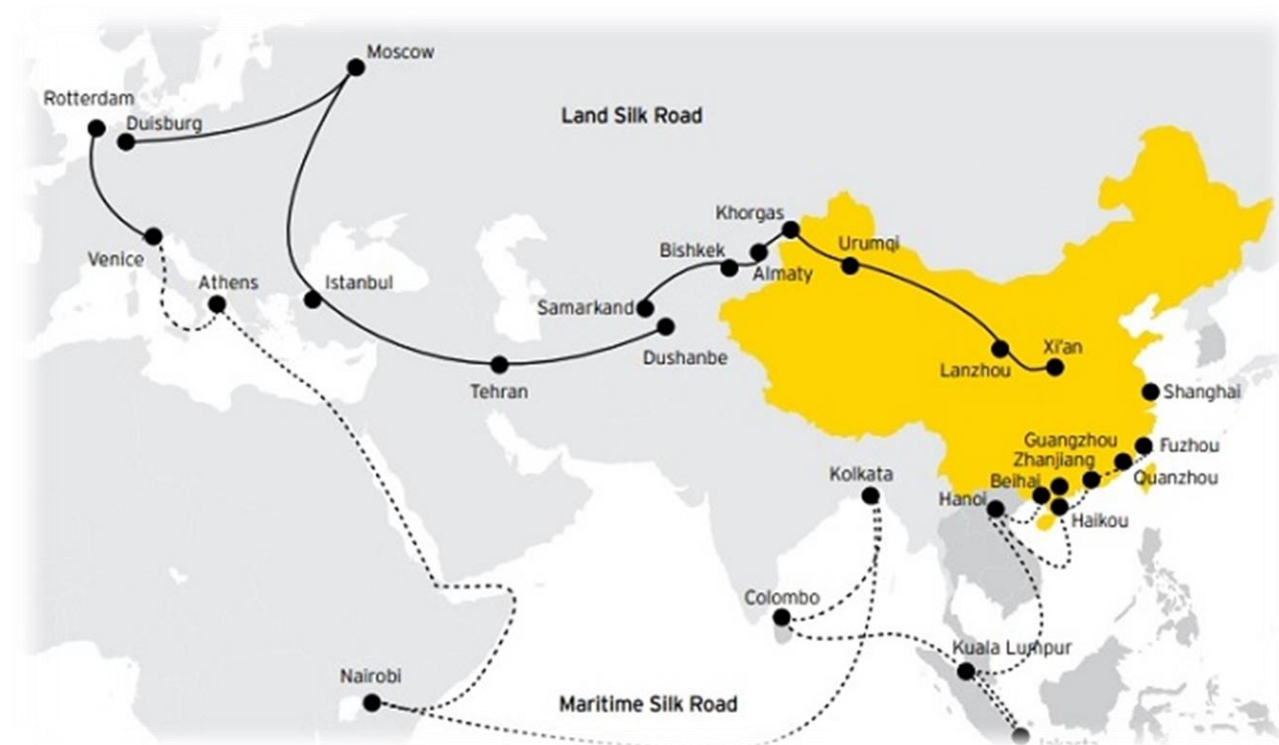 Moscow
Rotterdam
Land Silk Road
Duisburg
Khorgas
Urumqi
Bishkek
Venice
Almaty
Athens
Istanbul
Samarkand
Xi'an
Dushanbe
Lanzhou
Tehran
Shanghai
Guangzhou
Fuzhou
Zhanjiang
Kolkata
Beihai
Quanzhou
Hanoi
Haikou
Colombo
Kuala Lumpur
Nairobi
Maritime Silk Road